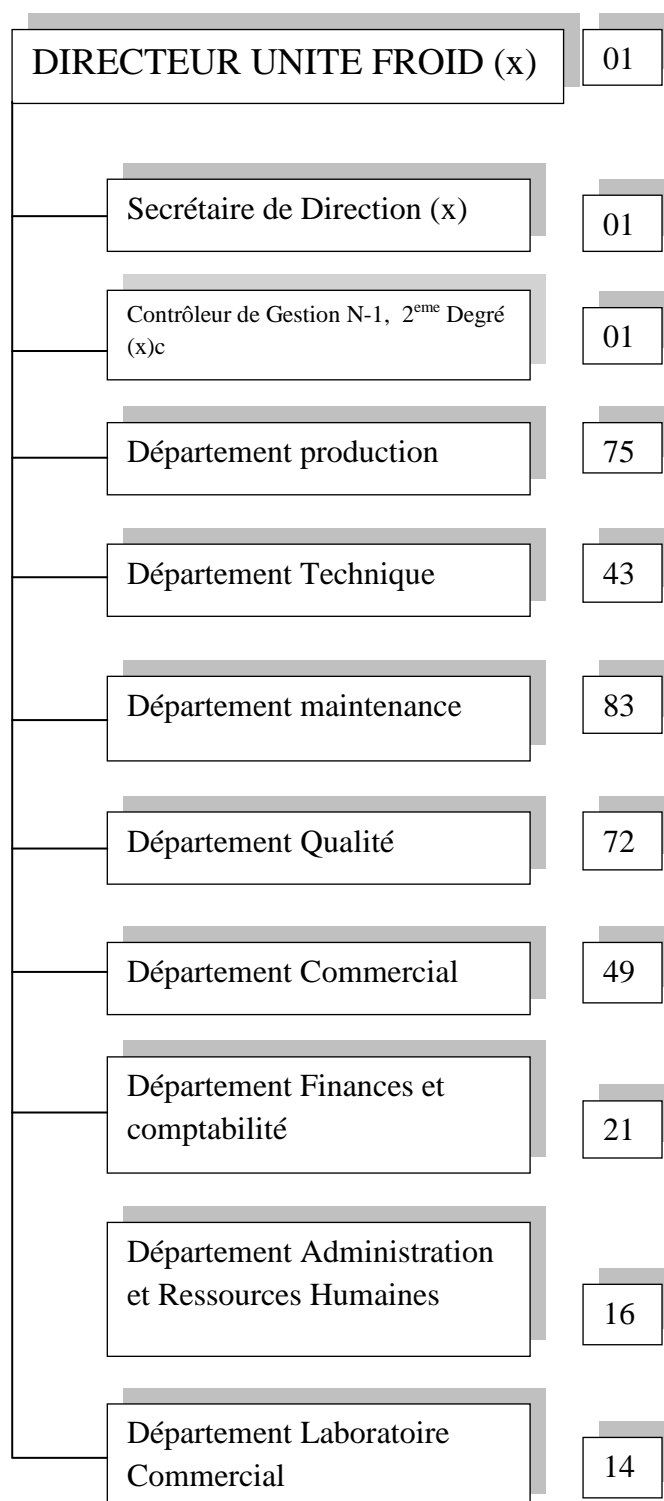 DIRECTEUR UNITE FROID (x) 01
Secrétaire de Direction (x) 01
Contrôleur de Gestion N-1, 2eme Degré
(x)c
01
Département production 75
Département Technique 43
Département maintenance 83
Département Qualité 72
Département Commercial 49
Département Finances et
comptabilité
21
Département Administration
et Ressources Humaines
16
Département Laboratoire
Commercial
14